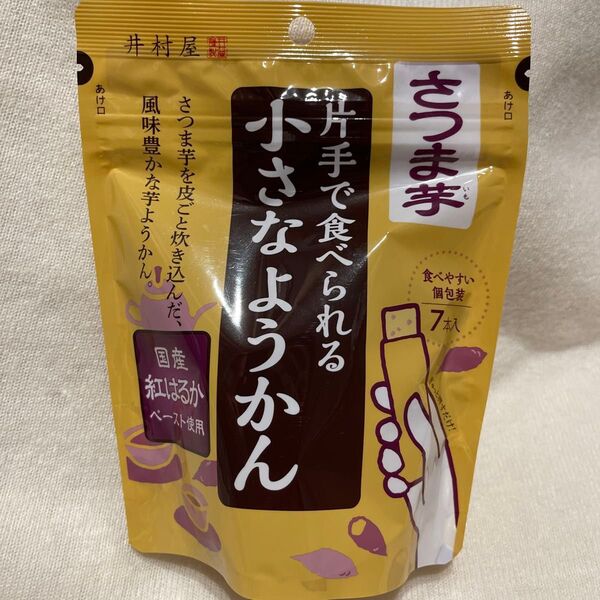 井村屋
あけ口
あけ口
さつま芋
いも
片手で食べられる
小さなようかん
さつま芋を皮ごと炊き込んだ、
風味豊かな芋ようかん。
食べやすい
個包装
7本入
国産
紅はるか
ペースト使用